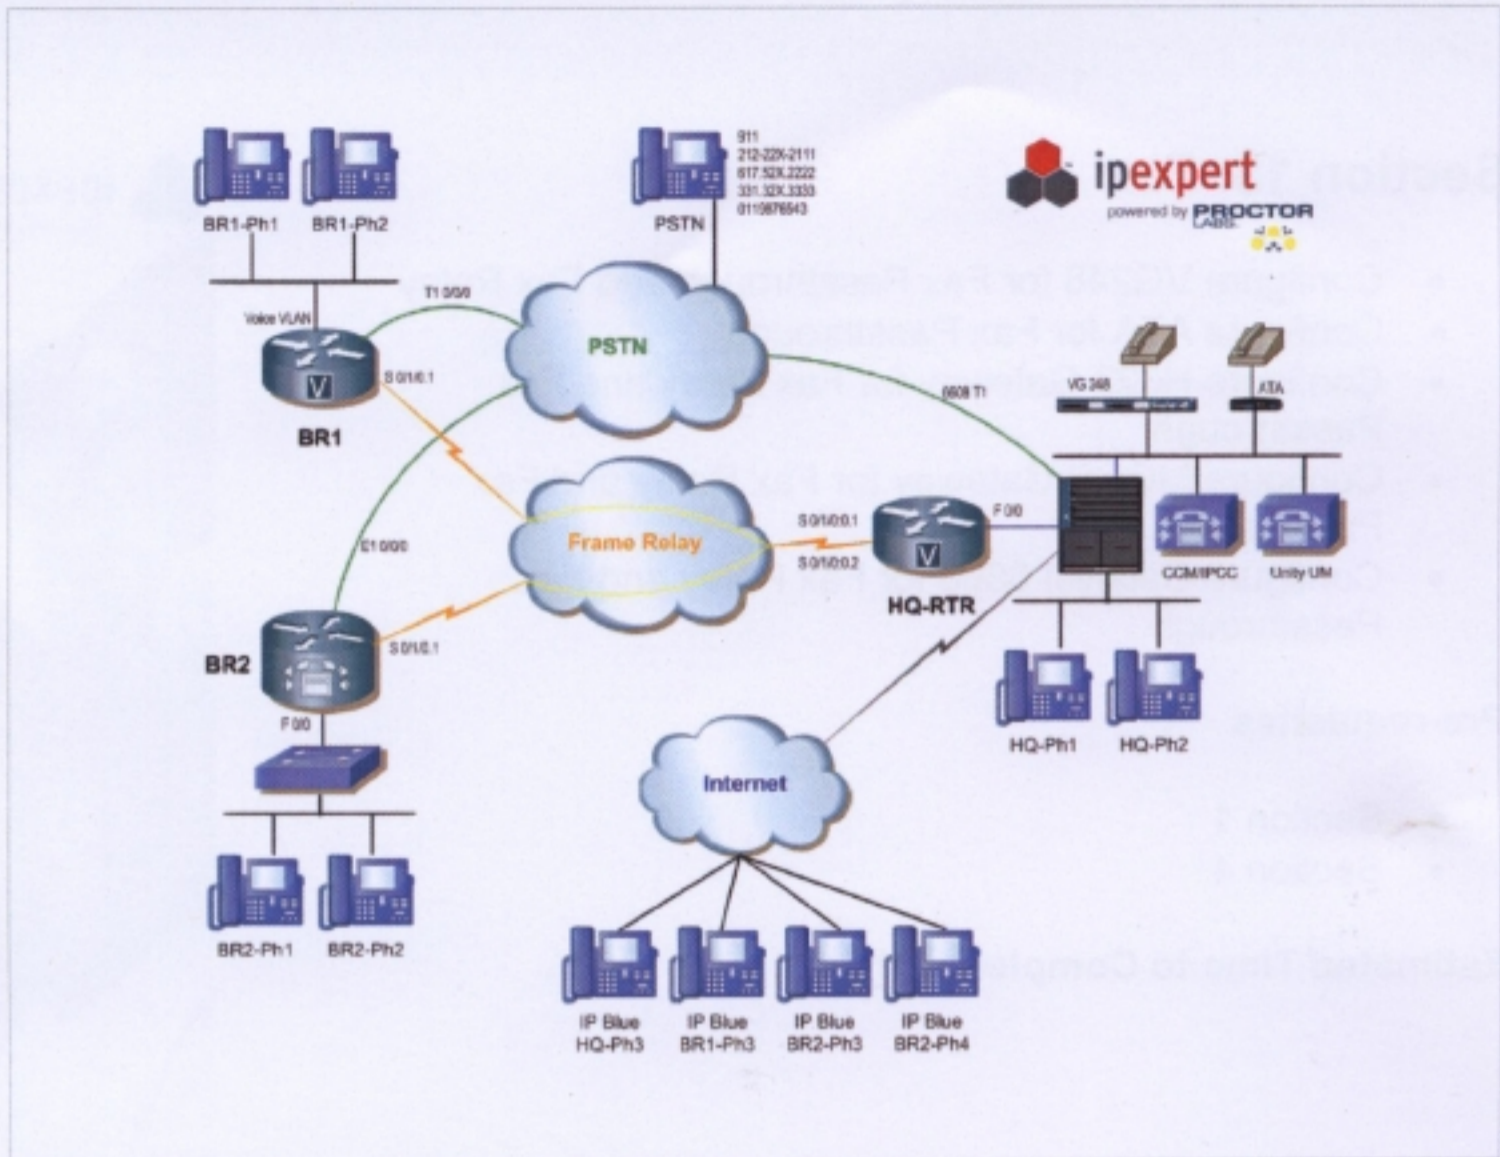 911
212-22X-2111
617.52X.2222
331.32X.3333
0119876543
ipexpert
powered by PROCTOR
LABS
BR1-Ph1 BR1-Ph2
PSTN
T1 0/0/0
Voice VLAN
PSTN
S 0/1/0.1
BR1
6608 T1
VG 248
ATA
E1 0/0/0
Frame Relay
S 0/1/0:0.1
S 0/1/0:0.2
F 0/0
HQ-RTR
CCM/IPCC
Unity UM
BR2
S 0/1/0.1
F 0/0
HQ-Ph1 HQ-Ph2
Internet
BR2-Ph1 BR2-Ph2
IP Blue IP Blue IP Blue IP Blue
HQ-Ph3 BR1-Ph3 BR2-Ph3 BR2-Ph4
Section 1
Section 4